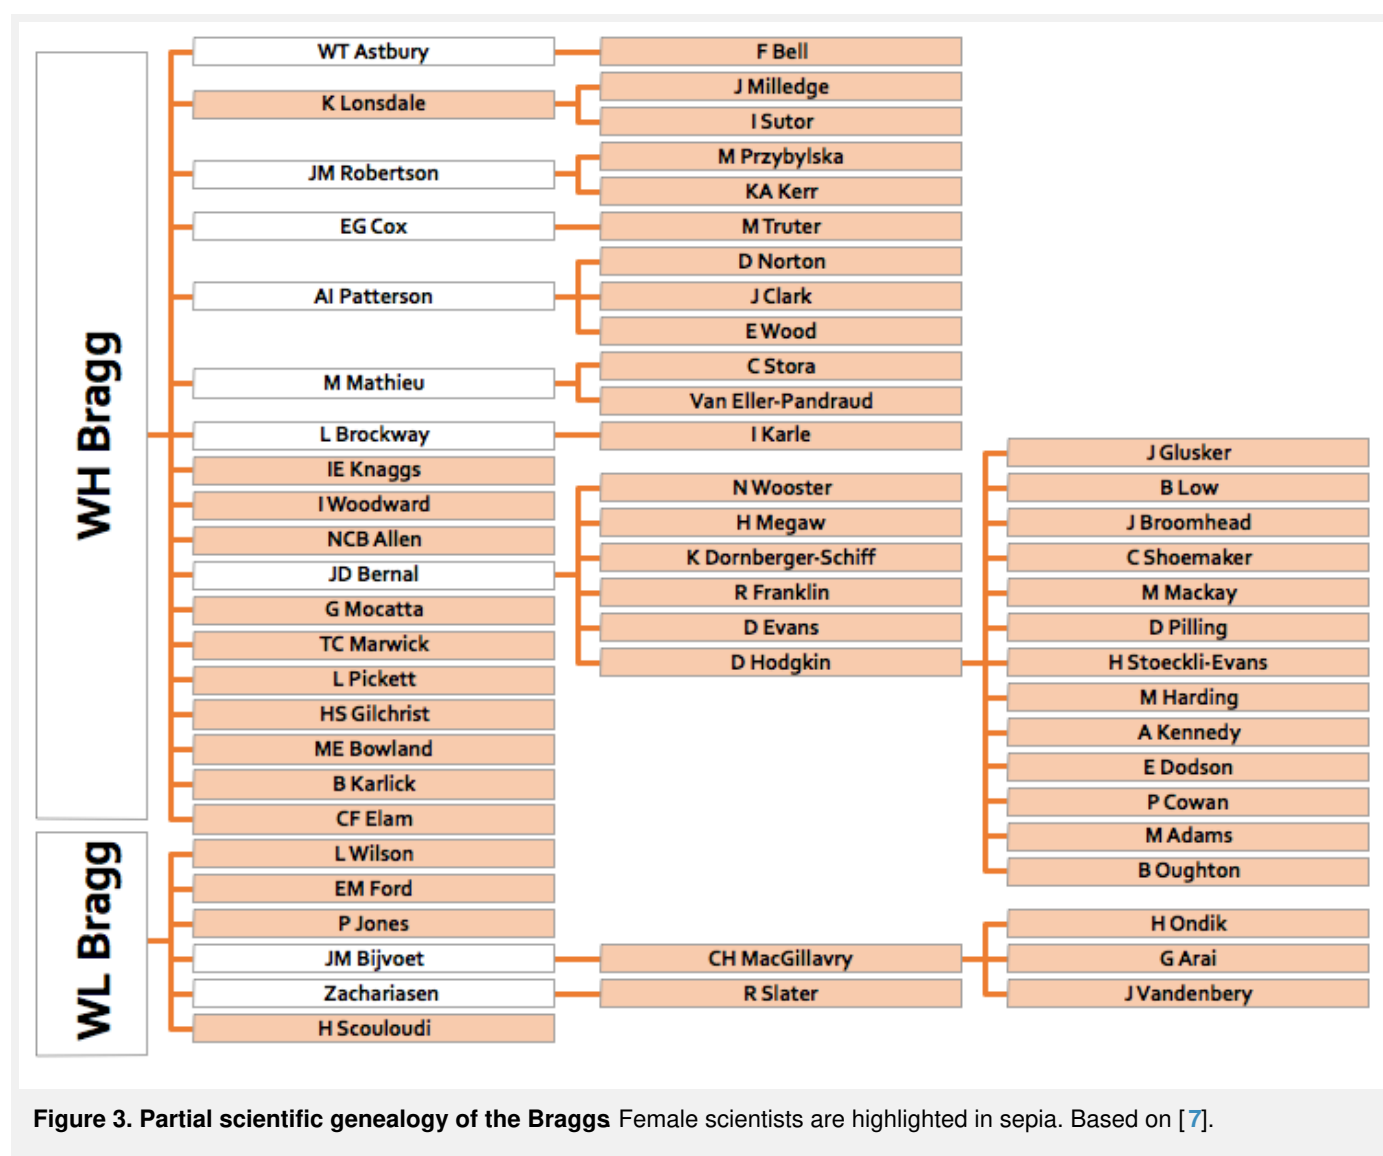 WH Bragg
WT Astbury
F Bell
K Lonsdale
J Milledge
I Sutor
JM Robertson
M Przybylska
KA Kerr
EG Cox
M Truter
AI Patterson
D Norton
J Clark
E Wood
M Mathieu
C Stora
Van Eller-Pandraud
L Brockway
I Karle
IE Knaggs
I Woodward
NCB Allen
JD Bernal
N Wooster
H Megaw
K Dornberger-Schiff
R Franklin
D Evans
D Hodgkin
J Glusker
B Low
J Broomhead
C Shoemaker
M Mackay
D Pilling
H Stoeckli-Evans
M Harding
A Kennedy
E Dodson
P Cowan
M Adams
B Oughton
G Mocatta
TC Marwick
L Pickett
HS Gilchrist
ME Bowland
B Karlick
CF Elam
WL Bragg
L Wilson
EM Ford
P Jones
JM Bijvoet
CH MacGillavry
H Ondik
G Arai
J Vandenbery
Zachariasen
R Slater
H Scouloudi
Figure 3. Partial scientific genealogy of the Braggs. Female scientists are highlighted in sepia. Based on [7].